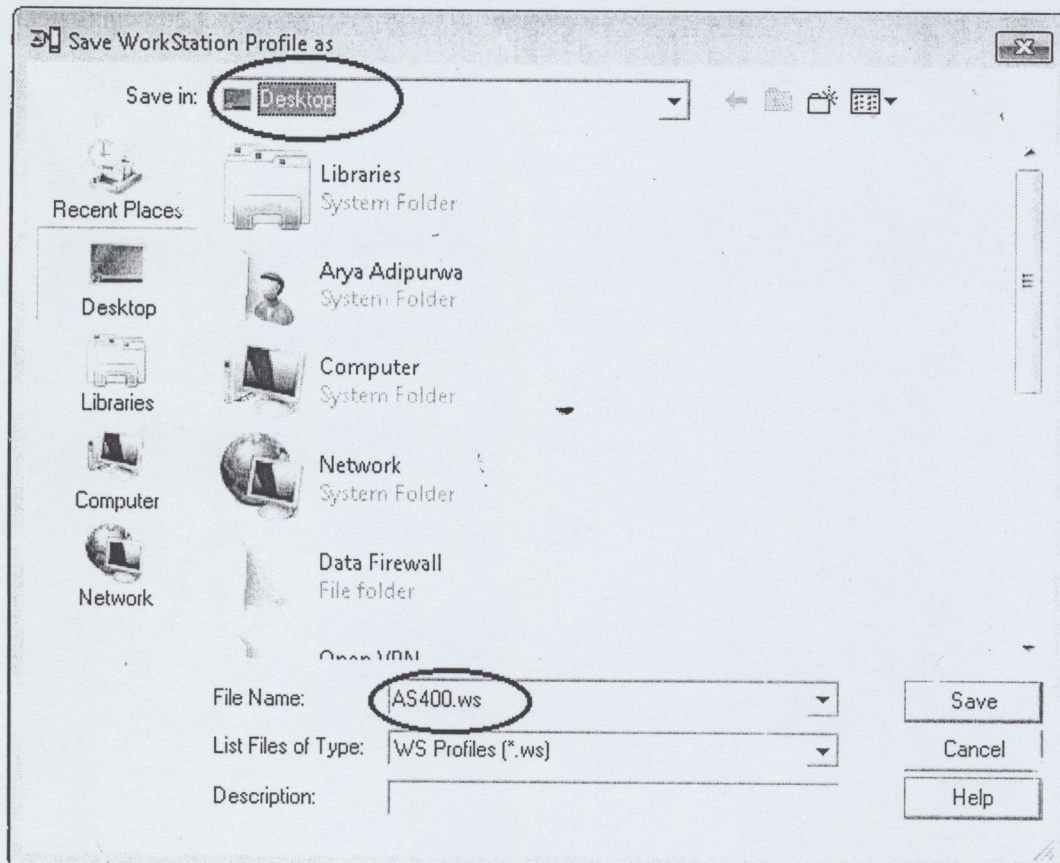 Save WorkStation Profile as
Save in: Desktop
Recent Places
Desktop
Libraries
Computer
Network
Libraries
System Folder
Arya Adipurwa
System Folder
Computer
System Folder
Network
System Folder
Data Firewall
File folder
Open VPN
File Name: AS400.ws
List Files of Type: WS Profiles (*.ws)
Description:
Save
Cancel
Help